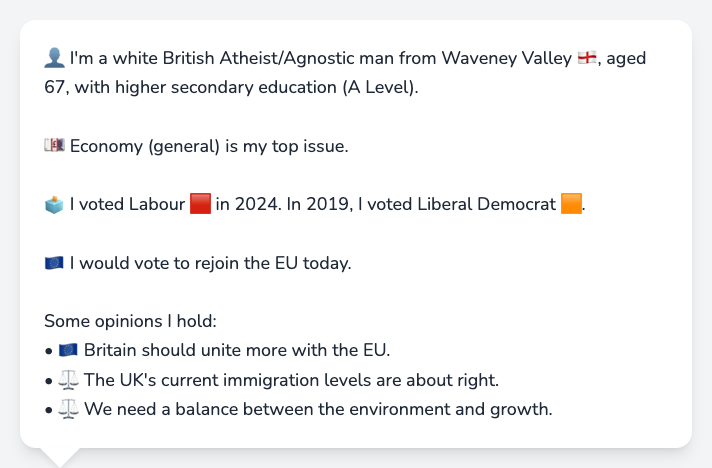 👤 I'm a white British Atheist/Agnostic man from Waveney Valley 🏴󠁧󠁢󠁥󠁮󠁧󠁿, aged
67, with higher secondary education (A Level).
💷 Economy (general) is my top issue.
🗳️ I voted Labour 🟥 in 2024. In 2019, I voted Liberal Democrat 🟧.
🇪🇺 I would vote to rejoin the EU today.
Some opinions I hold:
• 🇪🇺 Britain should unite more with the EU.
• ⚖️ The UK's current immigration levels are about right.
• ⚖️ We need a balance between the environment and growth.